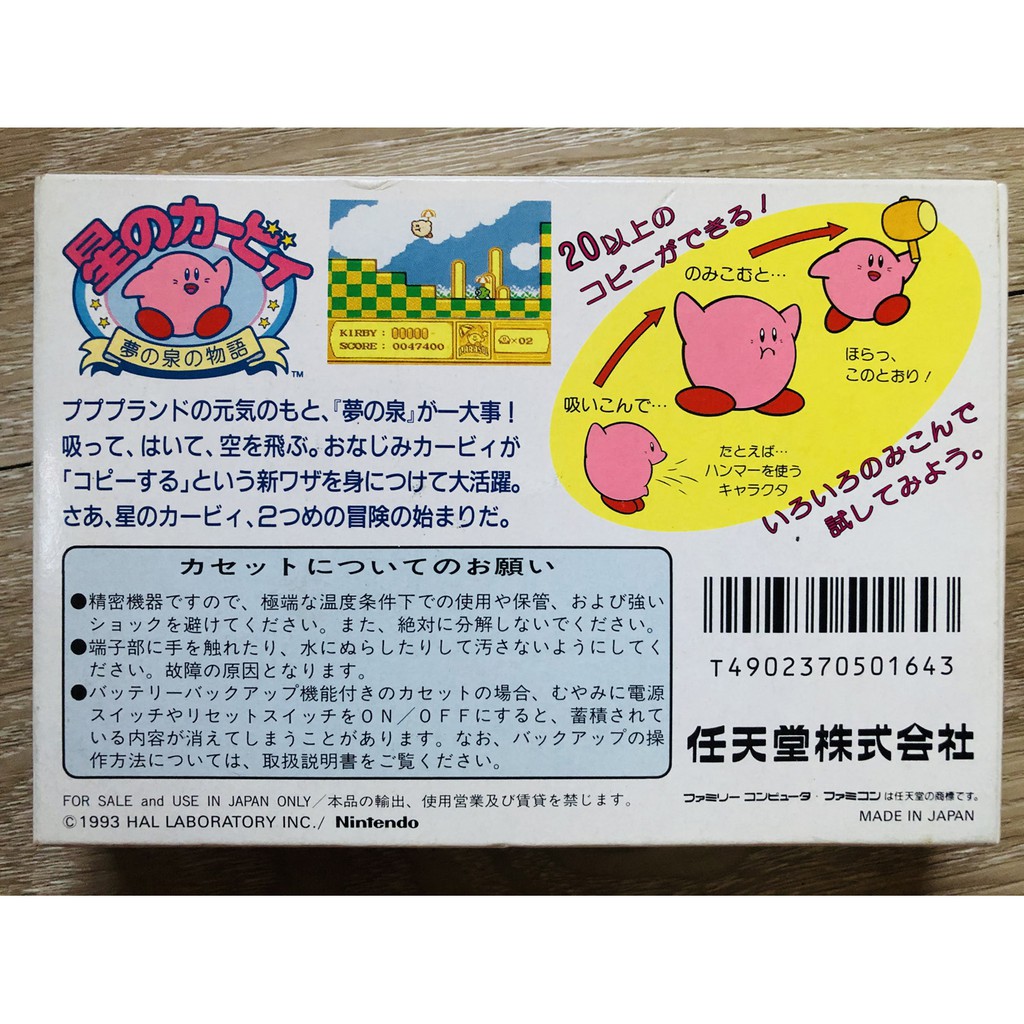 星のカービィ
夢の泉の物語
TM
KIRBY :
SCORE : 0047400
×02
20以上の
コピーができる!
のみこむと…
ほらっ、
このとおり!
吸いこんで…
たとえば…
ハンマーを使う
キャラクタ
いろいろのみこんで
試してみよう。
プププランドの元気のもと、『夢の泉』が一大事!
吸って、はいて、空を飛ぶ。おなじみカービィが
「コピーする」という新ワザを身につけて大活躍。
さあ、星のカービィ、2つめの冒険の始まりだ。
カセットについてのお願い
●精密機器ですので、極端な温度条件下での使用や保管、および強い
ショックを避けてください。また、絶対に分解しないでください。
●端子部に手を触れたり、水にぬらしたりして汚さないようにしてく
ださい。故障の原因となります。
●バッテリーバックアップ機能付きのカセットの場合、むやみに電源
スイッチやリセットスイッチをON/OFFにすると、蓄積されて
いる内容が消えてしまうことがあります。なお、バックアップの操
作方法については、取扱説明書をご覧ください。
T4902370501643
任天堂株式会社
ファミリーコンピュータ・ファミコンは任天堂の商標です。
MADE IN JAPAN
FOR SALE and USE IN JAPAN ONLY/本品の輸出、使用営業及び賃貸を禁じます。
©1993 HAL LABORATORY INC./ Nintendo